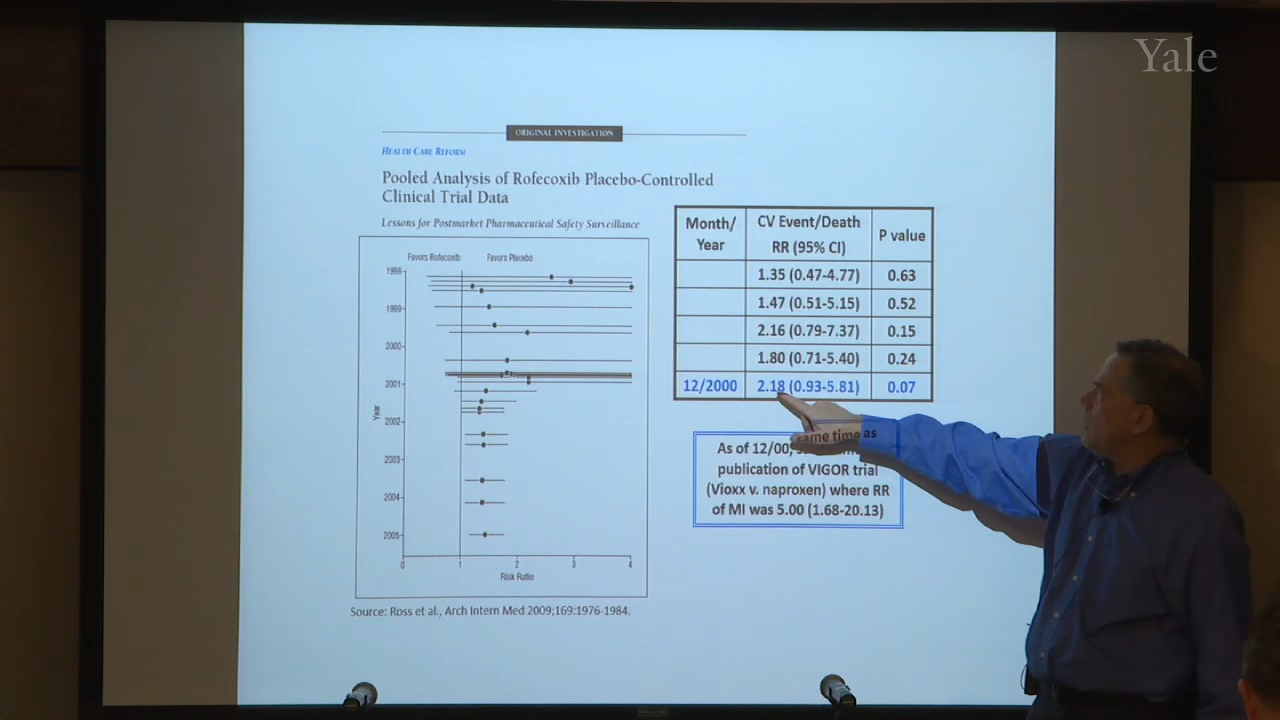 Yale
ORIGINAL INVESTIGATION
HEALTH CARE REFORM
Pooled Analysis of Rofecoxib Placebo-Controlled
Clinical Trial Data
Lessons for Postmarket Pharmaceutical Safety Surveillance
Favors Rofecoxib Favors Placebo
1998
1999
2000
2001
2002
2003
2004
2005
Year
0 1 2 3 4
Risk Ratio
Source: Ross et al., Arch Intern Med 2009;169:1976-1984.
Month/ Year CV Event/Death RR (95% CI) P value
1.35 (0.47-4.77) 0.63
1.47 (0.51-5.15) 0.52
2.16 (0.79-7.37) 0.15
1.80 (0.71-5.40) 0.24
12/2000 2.18 (0.93-5.81) 0.07
As of 12/00, same time as
publication of VIGOR trial
(Vioxx v. naproxen) where RR
of MI was 5.00 (1.68-20.13)